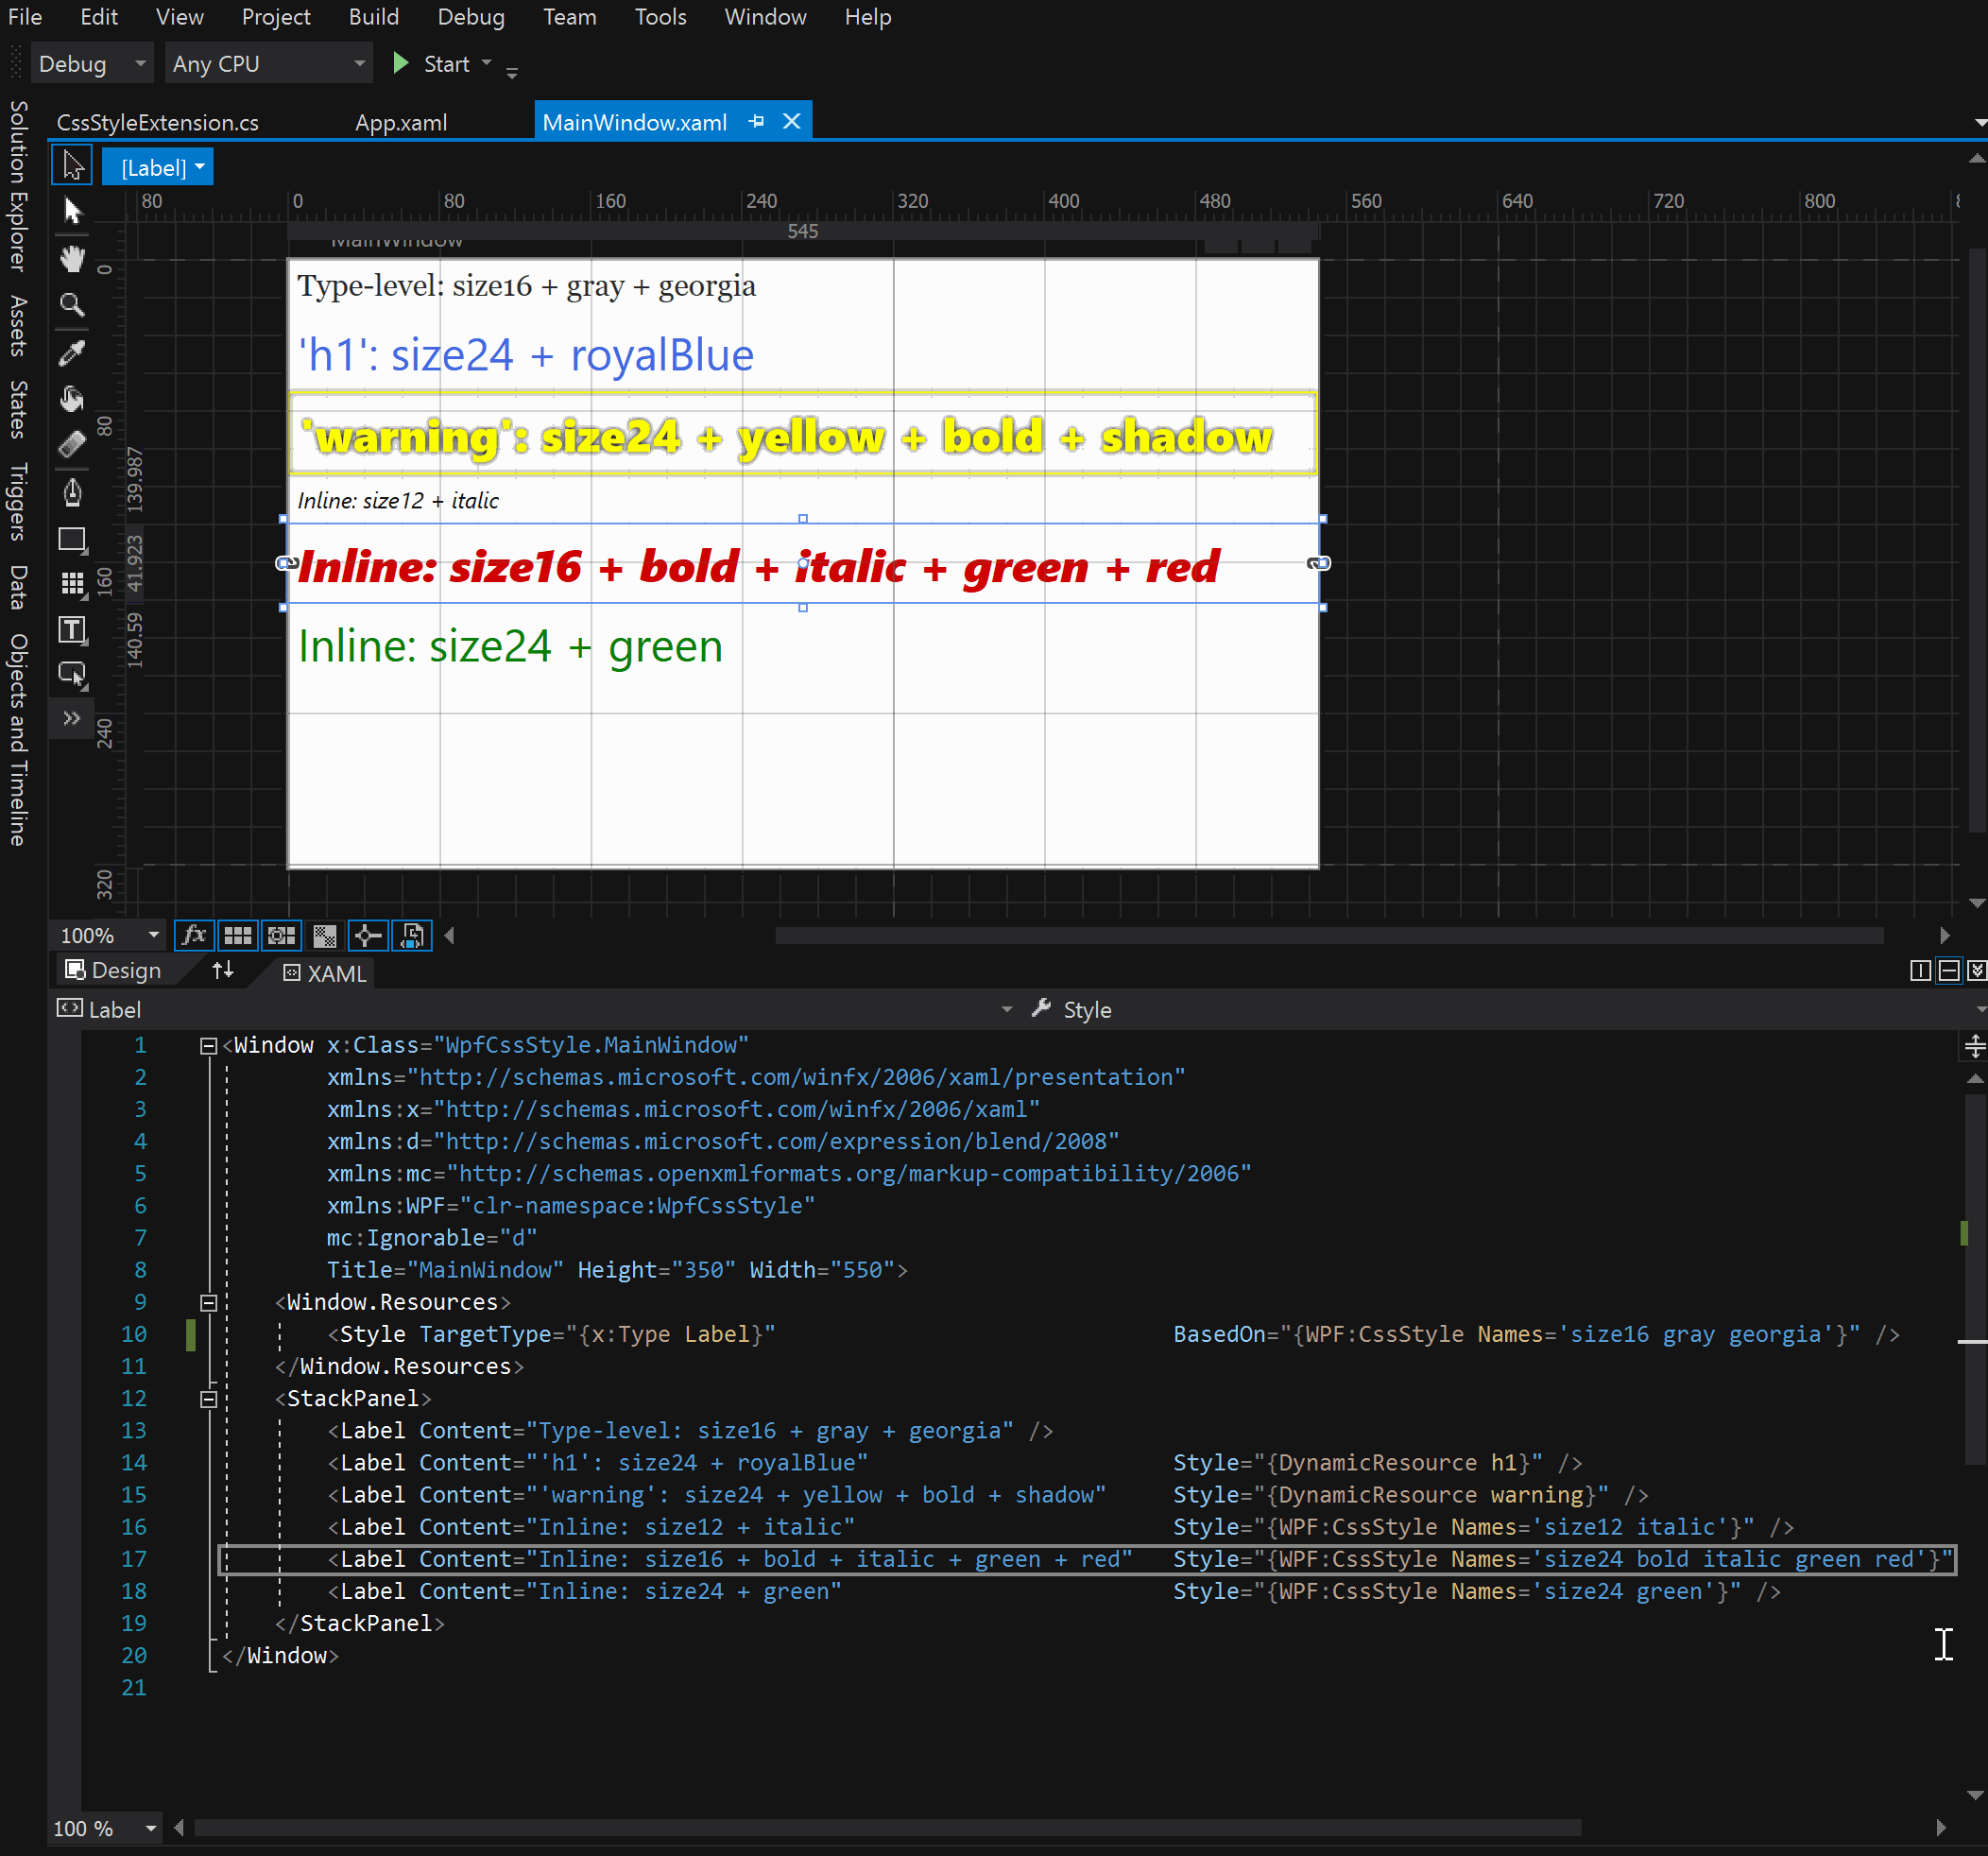 File Edit View Project Build Debug Team Tools Window Help
Debug Any CPU Start
CssStyleExtension.cs App.xaml MainWindow.xaml
Solution Explorer
Assets
States
Triggers
Data
Objects and Timeline
[Label]
80 0 80 160 240 320 400 480 560 640 720 800
545
MainWindow
0
80
160
240
320
139.987
41.923
140.59
Type-level: size16 + gray + georgia
'h1': size24 + royalBlue
'warning': size24 + yellow + bold + shadow
Inline: size12 + italic
Inline: size16 + bold + italic + green + red
Inline: size24 + green
100% fx
Design XAML
Label Style
1 <Window x:Class="WpfCssStyle.MainWindow"
2 xmlns="http://schemas.microsoft.com/winfx/2006/xaml/presentation"
3 xmlns:x="http://schemas.microsoft.com/winfx/2006/xaml"
4 xmlns:d="http://schemas.microsoft.com/expression/blend/2008"
5 xmlns:mc="http://schemas.openxmlformats.org/markup-compatibility/2006"
6 xmlns:WPF="clr-namespace:WpfCssStyle"
7 mc:Ignorable="d"
8 Title="MainWindow" Height="350" Width="550">
9 <Window.Resources>
10 <Style TargetType="{x:Type Label}" BasedOn="{WPF:CssStyle Names='size16 gray georgia'}" />
11 </Window.Resources>
12 <StackPanel>
13 <Label Content="Type-level: size16 + gray + georgia" />
14 <Label Content="'h1': size24 + royalBlue" Style="{DynamicResource h1}" />
15 <Label Content="'warning': size24 + yellow + bold + shadow" Style="{DynamicResource warning}" />
16 <Label Content="Inline: size12 + italic" Style="{WPF:CssStyle Names='size12 italic'}" />
17 <Label Content="Inline: size16 + bold + italic + green + red" Style="{WPF:CssStyle Names='size24 bold italic green red'}"
18 <Label Content="Inline: size24 + green" Style="{WPF:CssStyle Names='size24 green'}" />
19 </StackPanel>
20 </Window>
21
100 %